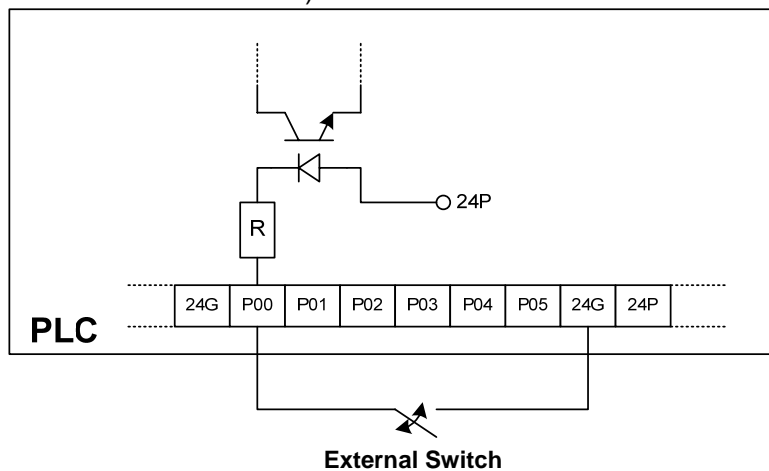 24P
R
24G P00 P01 P02 P03 P04 P05 24G 24P
PLC
External Switch